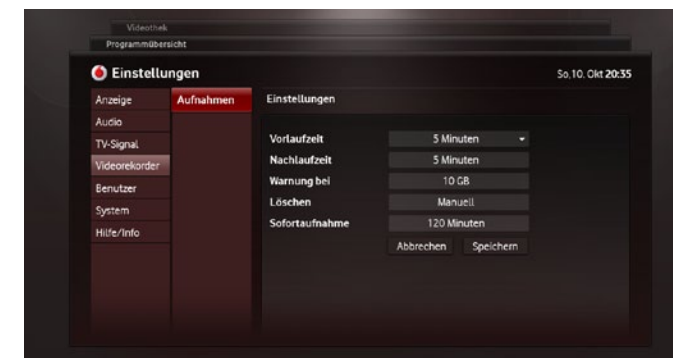 Videothek
Programmübersicht
Einstellungen
So,10. Okt 20:35
Anzeige
Audio
TV-Signal
Videorekorder
Benutzer
System
Hilfe/Info
Aufnahmen
Einstellungen
Vorlaufzeit 5 Minuten
Nachlaufzeit 5 Minuten
Warnung bei 10 GB
Löschen Manuell
Sofortaufnahme 120 Minuten
Abbrechen Speichern